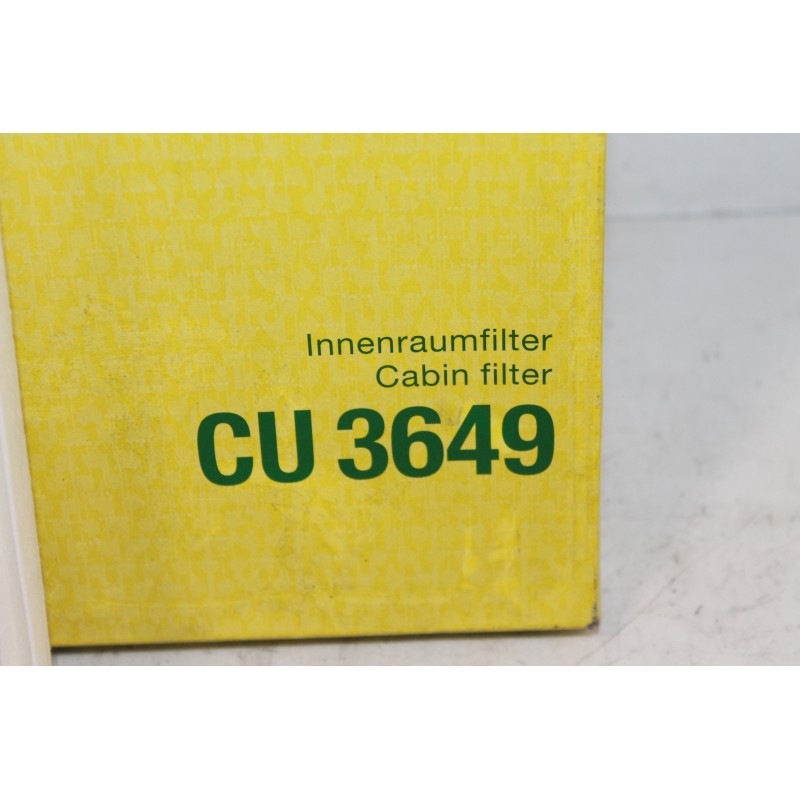 Innenraumfilter
Cabin filter
CU 3649